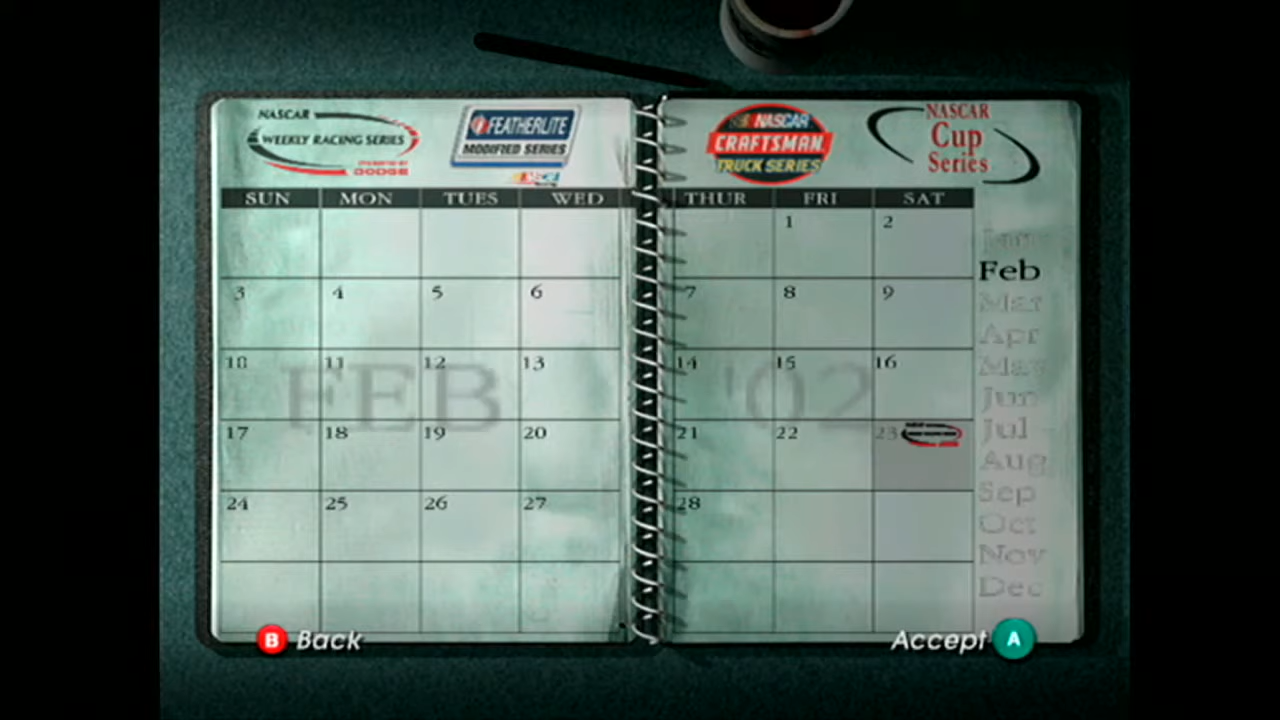 NASCAR
WEEKLY RACING SERIES
DODGE
FEATHERLITE
MODIFIED SERIES
NASCAR
CRAFTSMAN
TRUCK SERIES
NASCAR
Cup
Series
SUN MON TUES WED THUR FRI SAT
1 2
3 4 5 6 7 8 9
10 11 12 13 14 15 16
FEB '02
17 18 19 20 21 22 23
24 25 26 27 28
Jan
Feb
Mar
Apr
May
Jun
Jul
Aug
Sep
Oct
Nov
Dec
B Back
Accept A